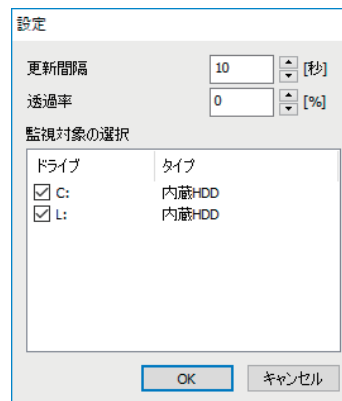 設定
更新間隔 10 [秒]
透過率 0 [%]
監視対象の選択
ドライブ タイプ
C: 内蔵HDD
L: 内蔵HDD
OK キャンセル